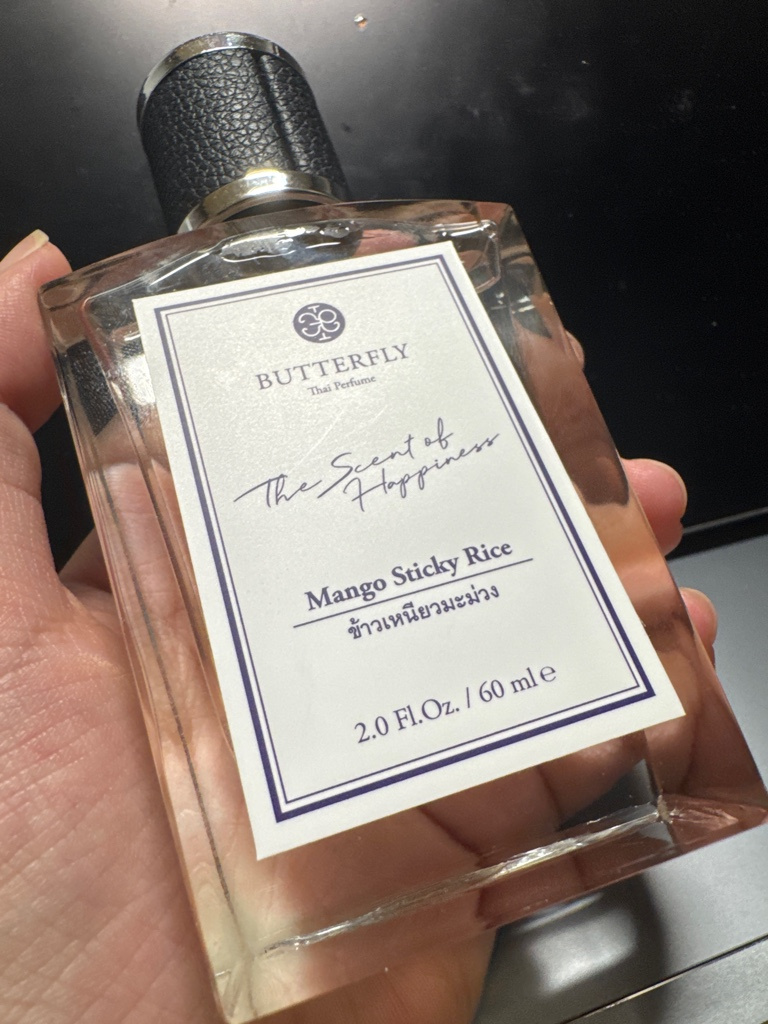 BUTTERFLY
Thai Perfume
The Scent of
Happiness
Mango Sticky Rice
ข้าวเหนียวมะม่วง
2.0 Fl.Oz. / 60 ml ℮